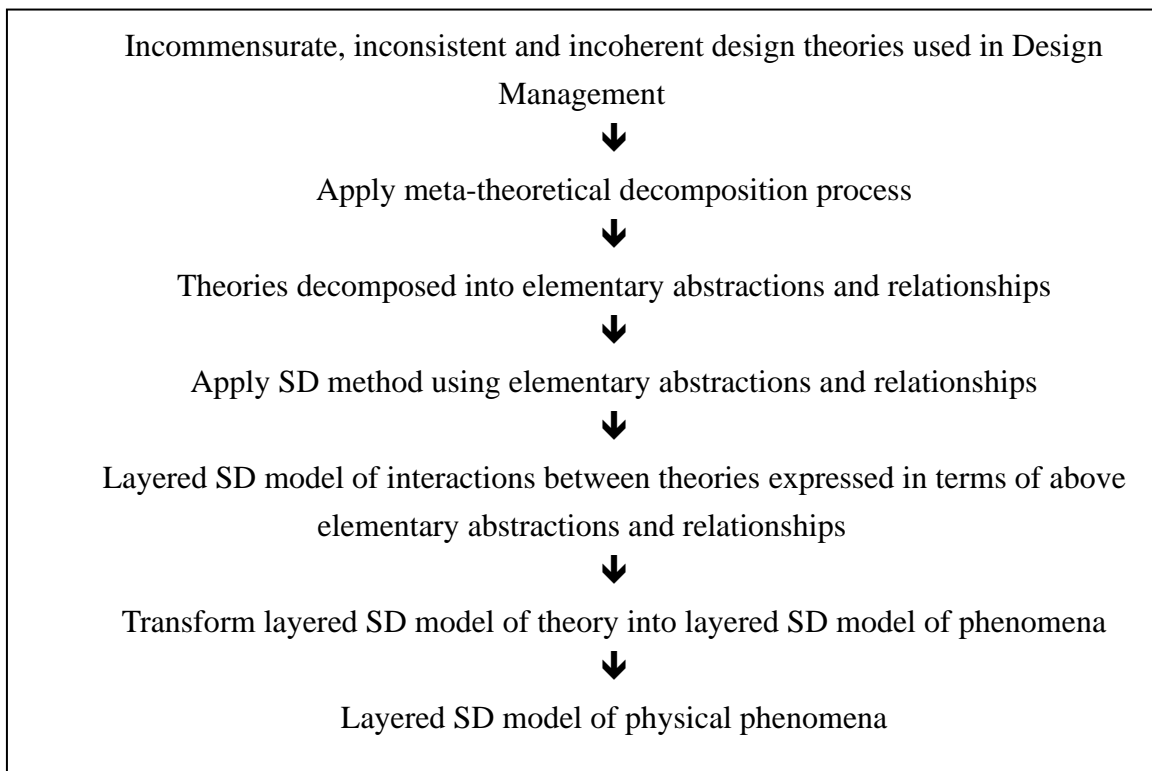 Incommensurate, inconsistent and incoherent design theories used in Design
Management
🡻
Apply meta-theoretical decomposition process
🡻
Theories decomposed into elementary abstractions and relationships
🡻
Apply SD method using elementary abstractions and relationships
🡻
Layered SD model of interactions between theories expressed in terms of above
elementary abstractions and relationships
🡻
Transform layered SD model of theory into layered SD model of phenomena
🡻
Layered SD model of physical phenomena